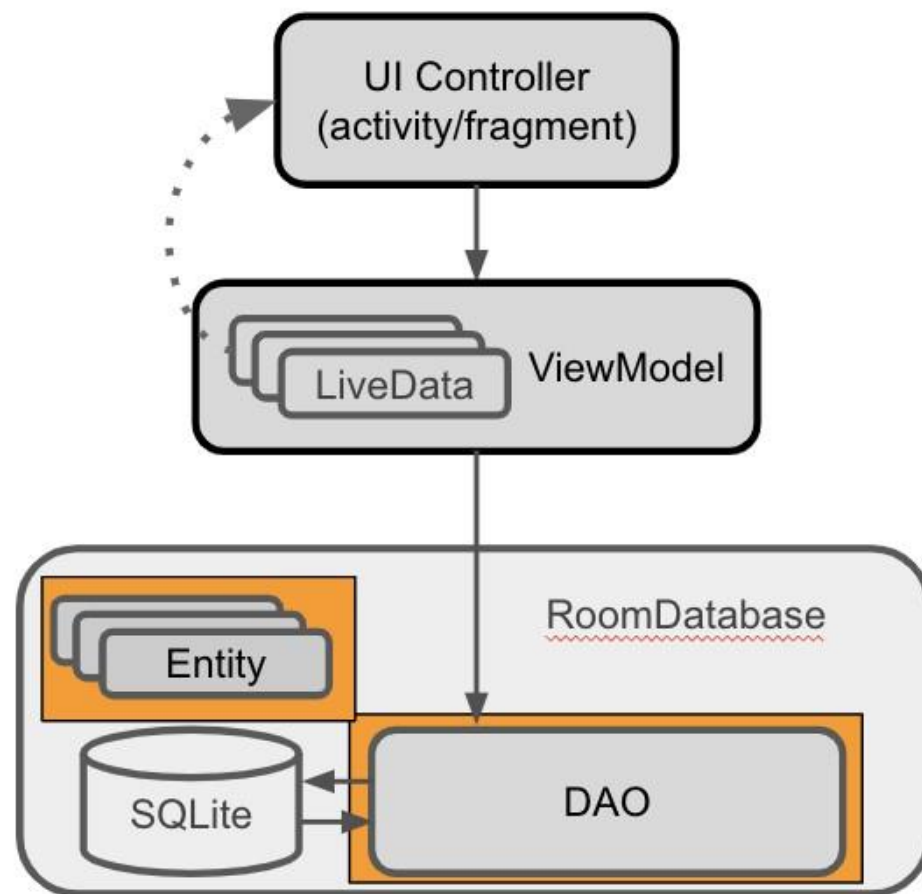 UI Controller
(activity/fragment)
LiveData
ViewModel
RoomDatabase
Entity
SQLite
DAO